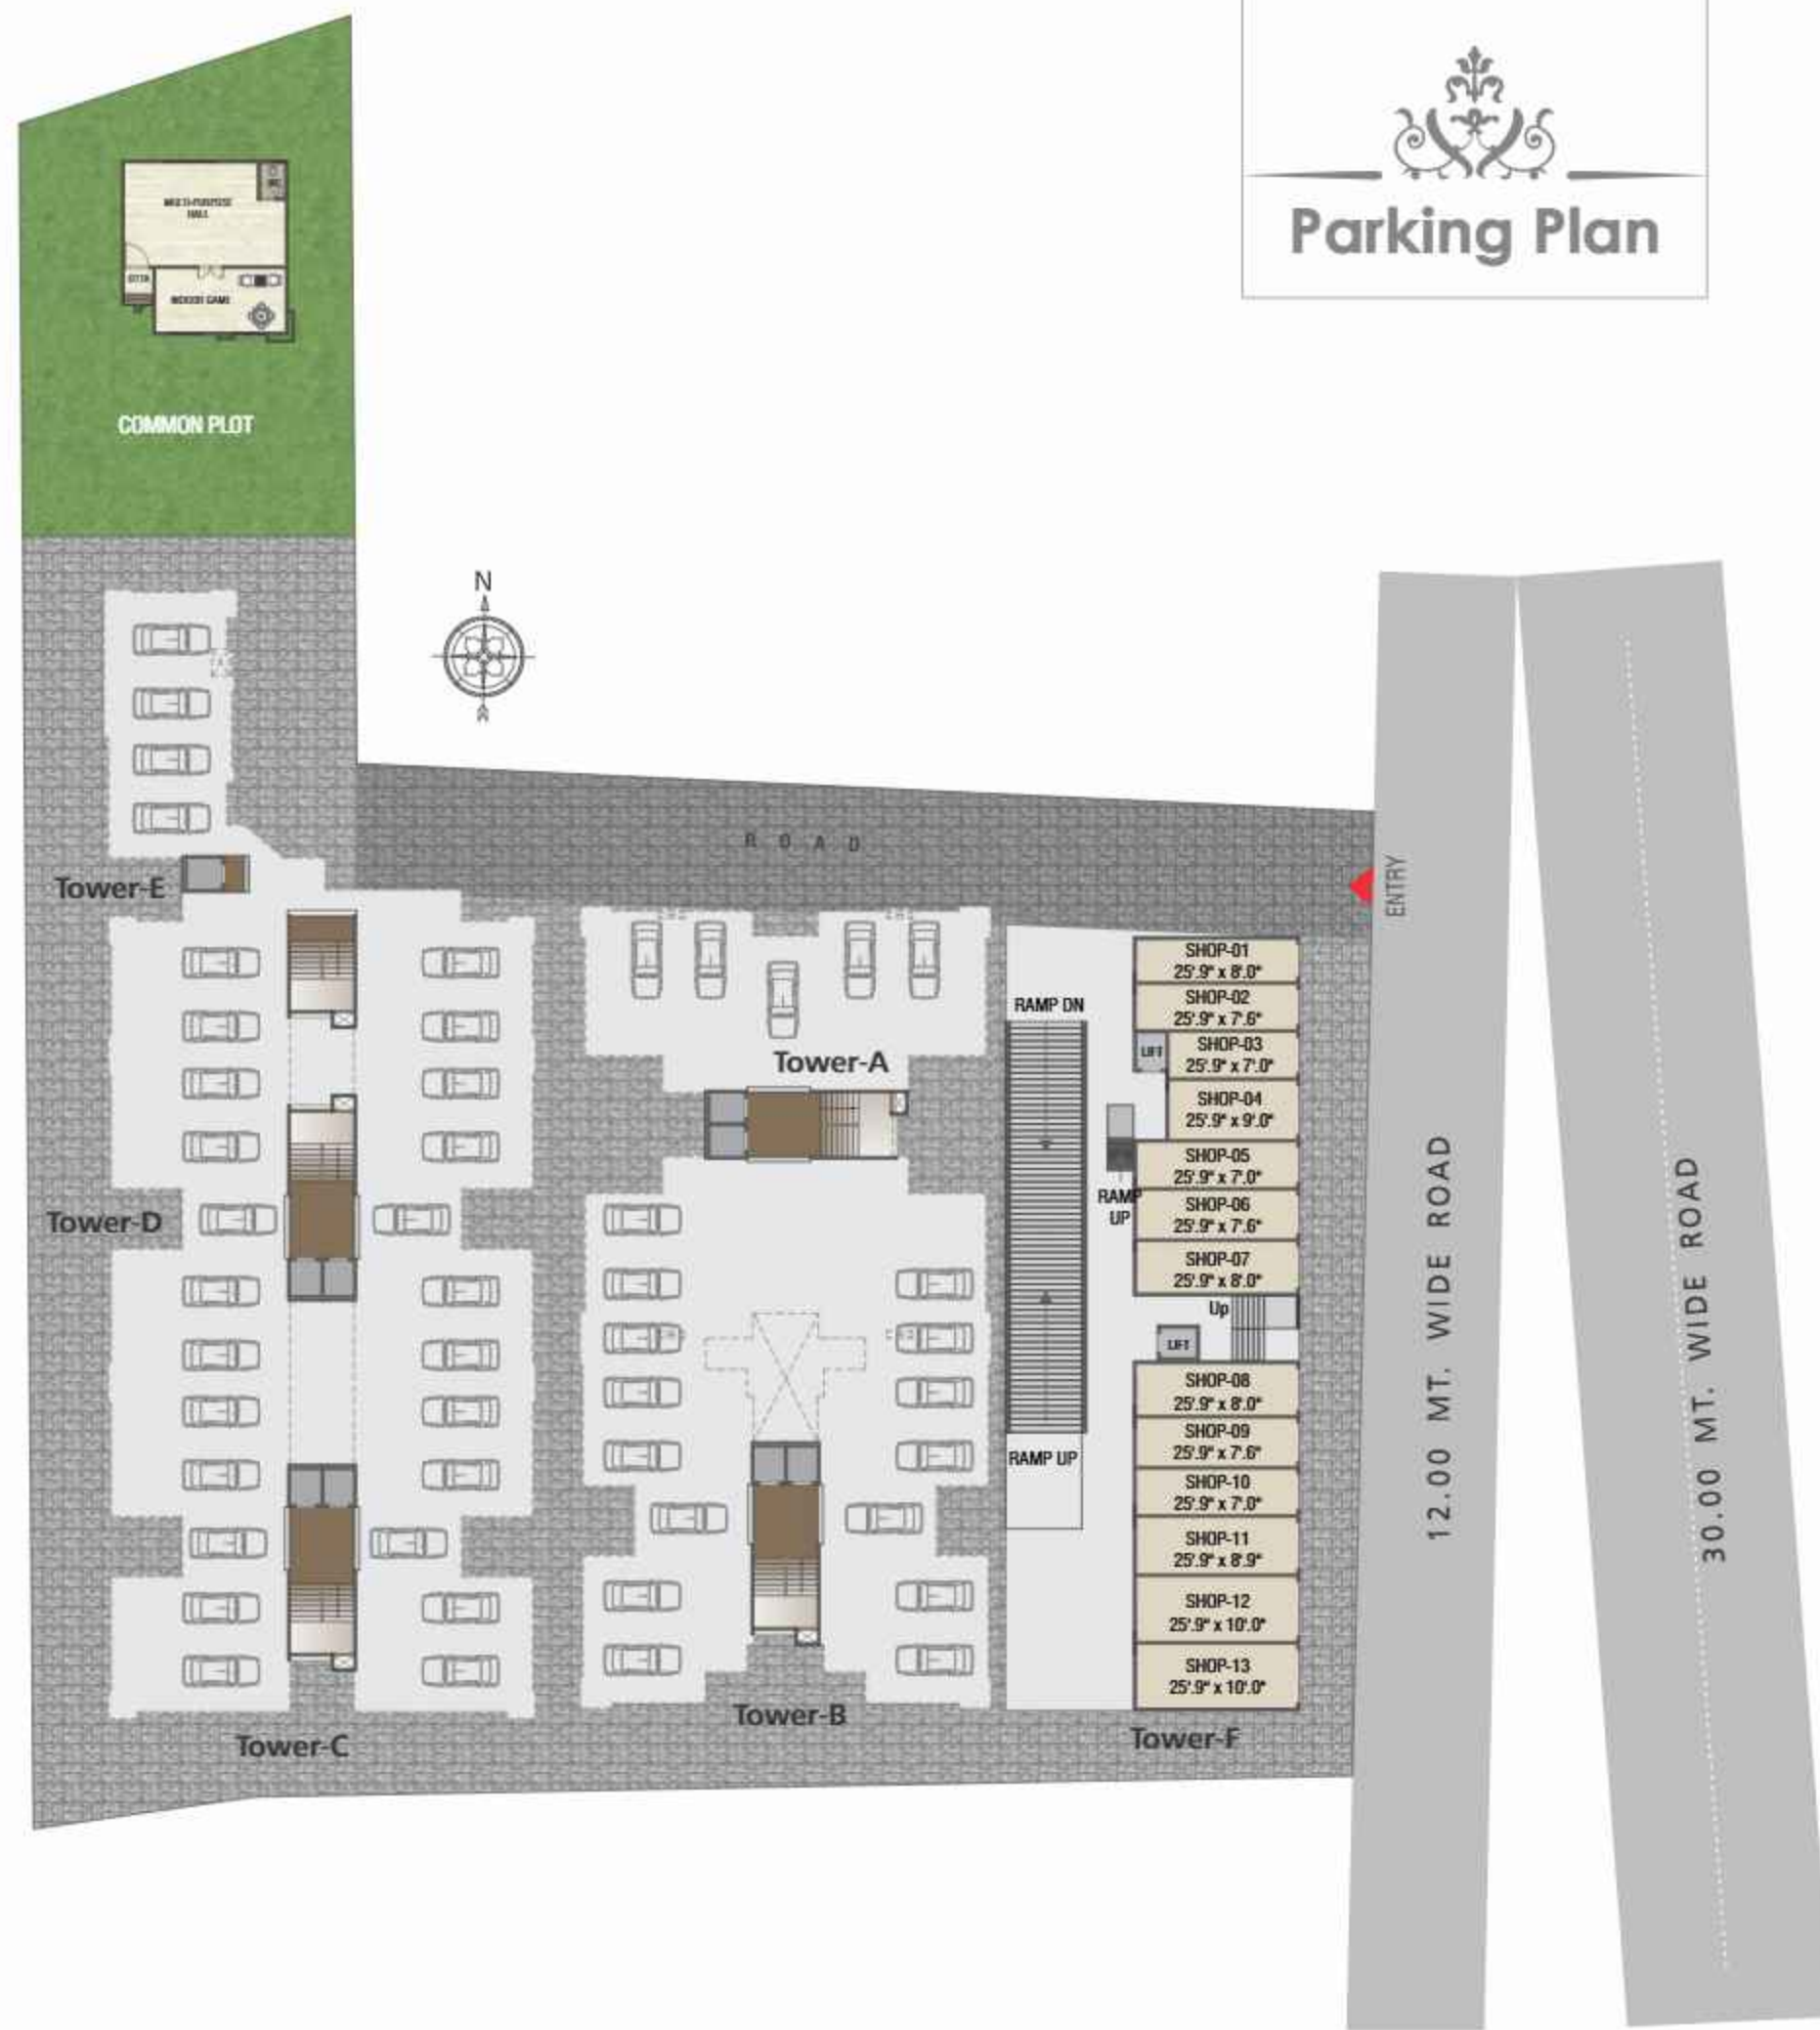 Parking Plan
MULTI-PURPOSE
HALL
INDOOR GAME
COMMON PLOT
N
ROAD
ENTRY
Tower-E
Tower-D
Tower-C
Tower-A
Tower-B
RAMP DN
RAMP UP
RAMP
UP
SHOP-01
25'.9" x 8'.0"
SHOP-02
25'.9" x 7'.6"
LIFT
SHOP-03
25'.9" x 7'.0"
SHOP-04
25'.9" x 9'.0"
SHOP-05
25'.9" x 7'.0"
SHOP-06
25'.9" x 7'.6"
SHOP-07
25'.9" x 8'.0"
Up
LIFT
SHOP-08
25'.9" x 8'.0"
SHOP-09
25'.9" x 7'.6"
SHOP-10
25'.9" x 7'.0"
SHOP-11
25'.9" x 8'.9"
SHOP-12
25'.9" x 10'.0"
SHOP-13
25'.9" x 10'.0"
Tower-F
12.00 MT. WIDE ROAD
30.00 MT. WIDE ROAD